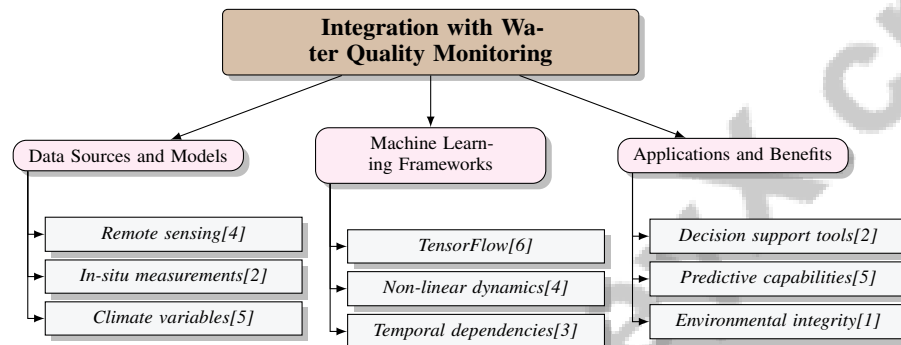 Integration with Wa-
ter Quality Monitoring
Data Sources and Models
Remote sensing[4]
In-situ measurements[2]
Climate variables[5]
Machine Learn-
ing Frameworks
TensorFlow[6]
Non-linear dynamics[4]
Temporal dependencies[3]
Applications and Benefits
Decision support tools[2]
Predictive capabilities[5]
Environmental integrity[1]